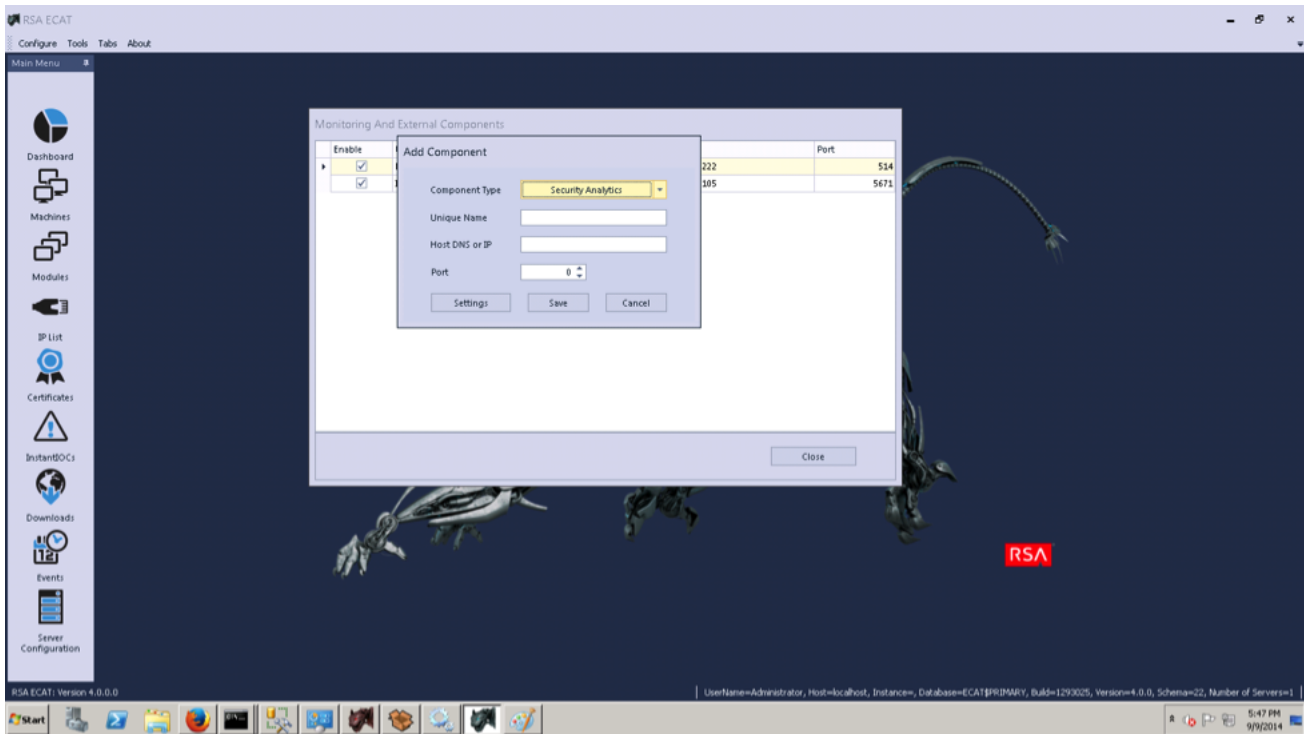 RSA ECAT
Configure Tools Tabs About
Main Menu
Dashboard
Machines
Modules
IP List
Certificates
InstantIOCs
Downloads
12
Events
Server
Configuration
Monitoring And External Components
Enable
Port
222 514
105 5671
Add Component
Component Type Security Analytics
Unique Name
Host DNS or IP
Port 0
Settings Save Cancel
Close
RSA
RSA ECAT: Version 4.0.0.0
UserName=Administrator, Host=localhost, Instance=, Database=ECAT$PRIMARY, Build=1293025, Version=4.0.0, Schema=22, Number of Servers=1
Start
5:47 PM
9/9/2014